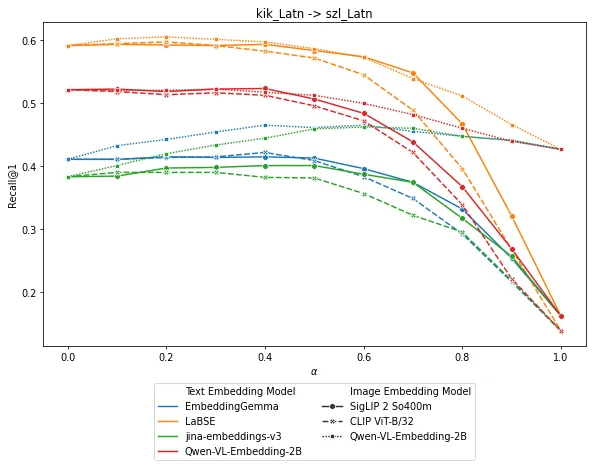 kik_Latn -> szl_Latn
Recall@1
0.6
0.5
0.4
0.3
0.2
0.0 0.2 0.4 0.6 0.8 1.0
α
Text Embedding Model Image Embedding Model
EmbeddingGemma SigLIP 2 So400m
LaBSE CLIP ViT-B/32
jina-embeddings-v3 Qwen-VL-Embedding-2B
Qwen-VL-Embedding-2B